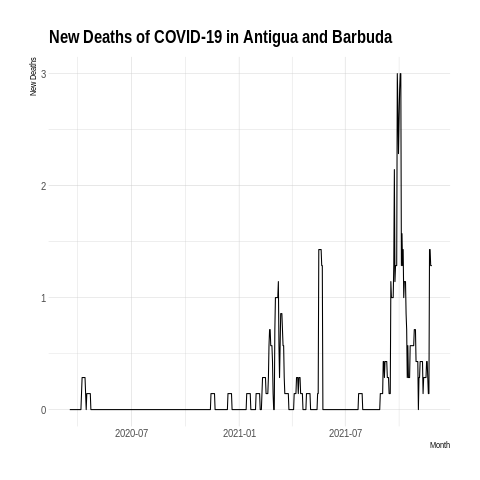 New Deaths of COVID-19 in Antigua and Barbuda
New Deaths
3
2
1
0
2020-07 2021-01 2021-07
Month